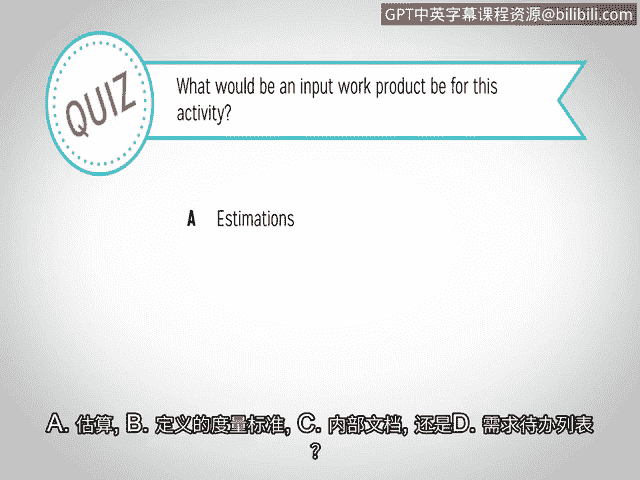 GPT中英字幕课程资源@bilibili.com
QUIZ
What would be an input work product be for this
activity?
A Estimations
A. 估算, B. 定义的度量标准, C. 内部文档, 还是D. 需求待办列表
?